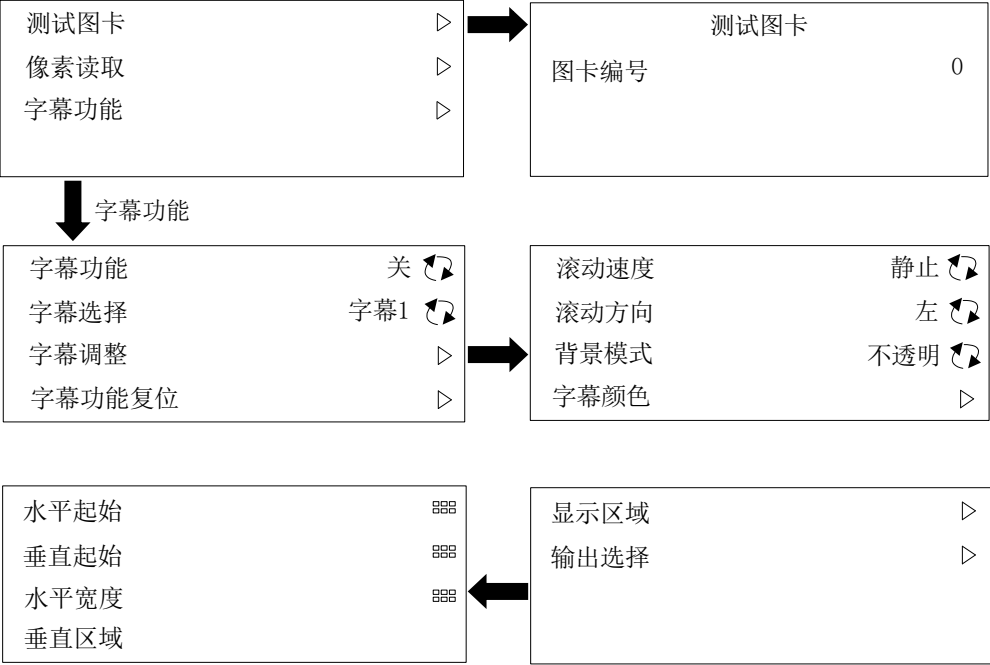 测试图卡
像素读取
字幕功能
测试图卡
图卡编号 0
字幕功能
字幕功能 关
字幕选择 字幕1
字幕调整
字幕功能复位
滚动速度 静止
滚动方向 左
背景模式 不透明
字幕颜色
水平起始
垂直起始
水平宽度
垂直区域
显示区域
输出选择